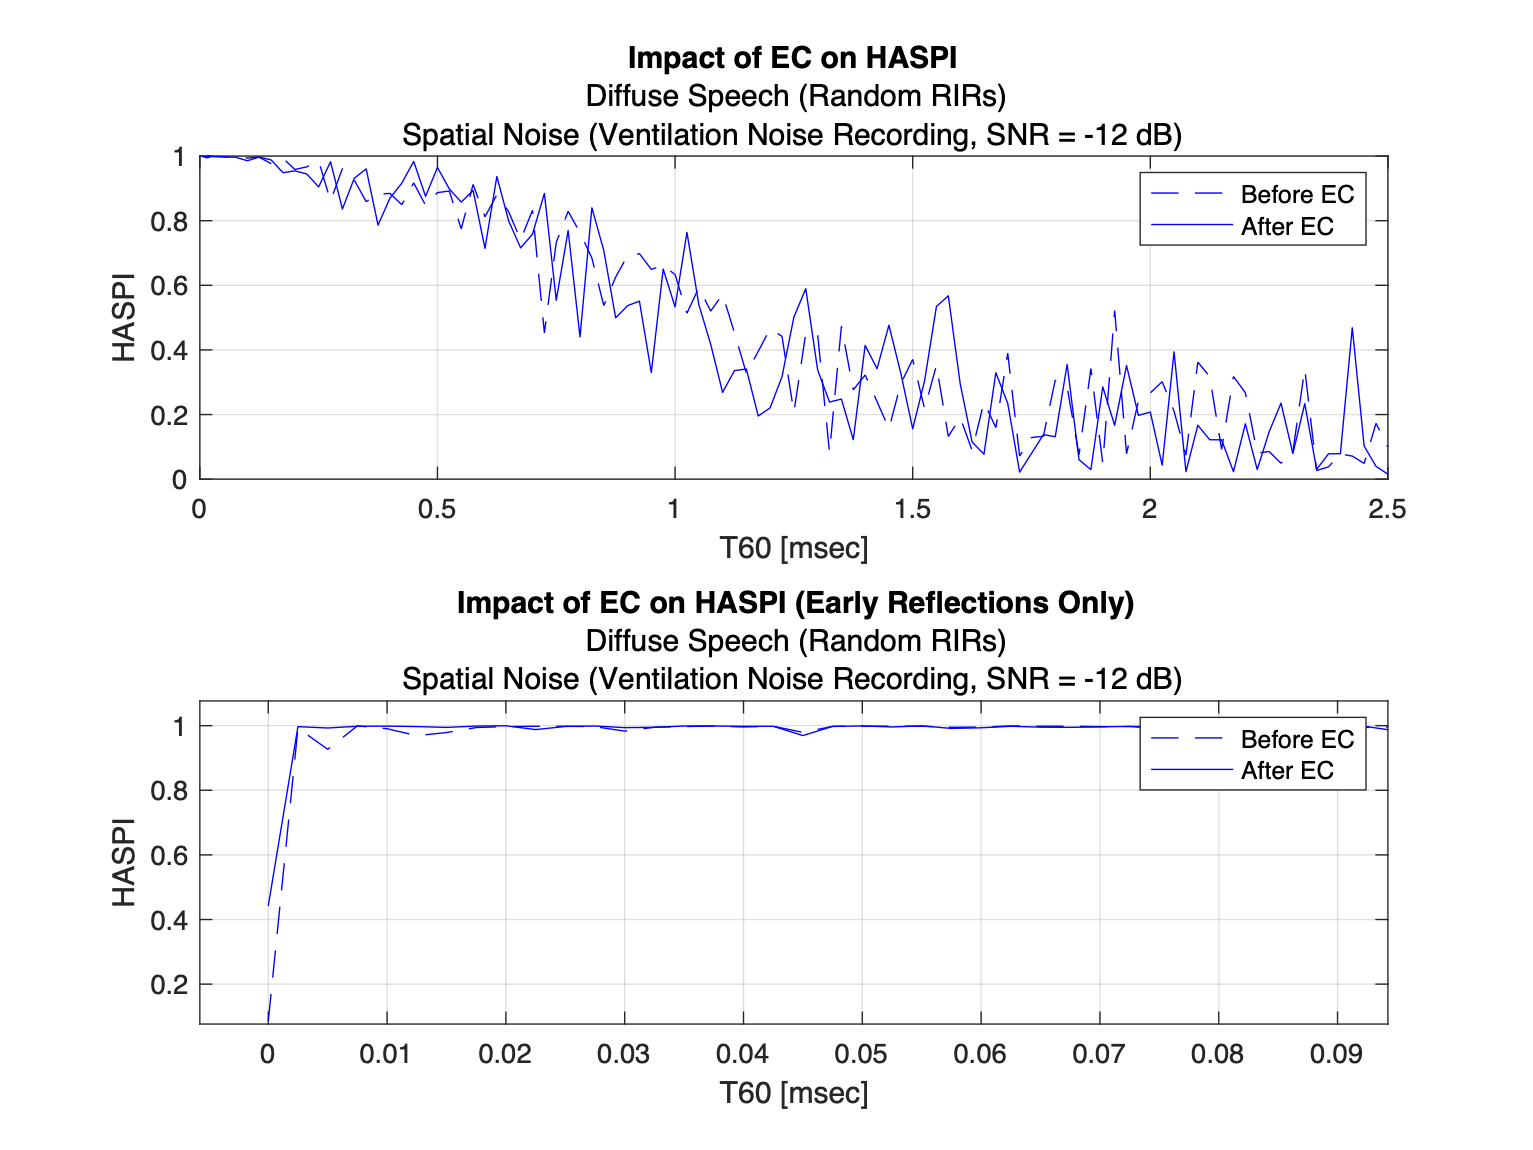 Impact of EC on HASPI
Diffuse Speech (Random RIRs)
Spatial Noise (Ventilation Noise Recording, SNR = -12 dB)
1
0.8
0.6
0.4
0.2
0
HASPI
Before EC
After EC
0 0.5 1 1.5 2 2.5
T60 [msec]
Impact of EC on HASPI (Early Reflections Only)
Diffuse Speech (Random RIRs)
Spatial Noise (Ventilation Noise Recording, SNR = -12 dB)
1
0.8
0.6
0.4
0.2
HASPI
Before EC
After EC
0 0.01 0.02 0.03 0.04 0.05 0.06 0.07 0.08 0.09
T60 [msec]